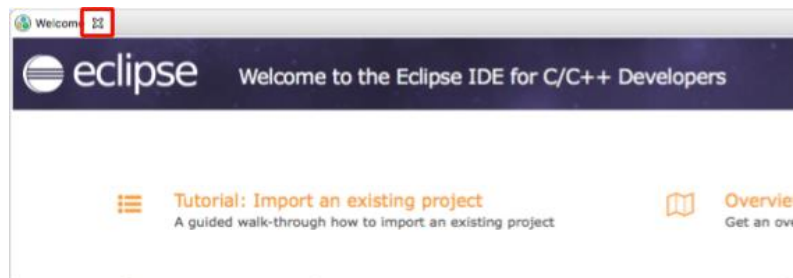 Welcom
eclipse Welcome to the Eclipse IDE for C/C++ Developers
Tutorial: Import an existing project
A guided walk-through how to import an existing project
Overvie
Get an ove